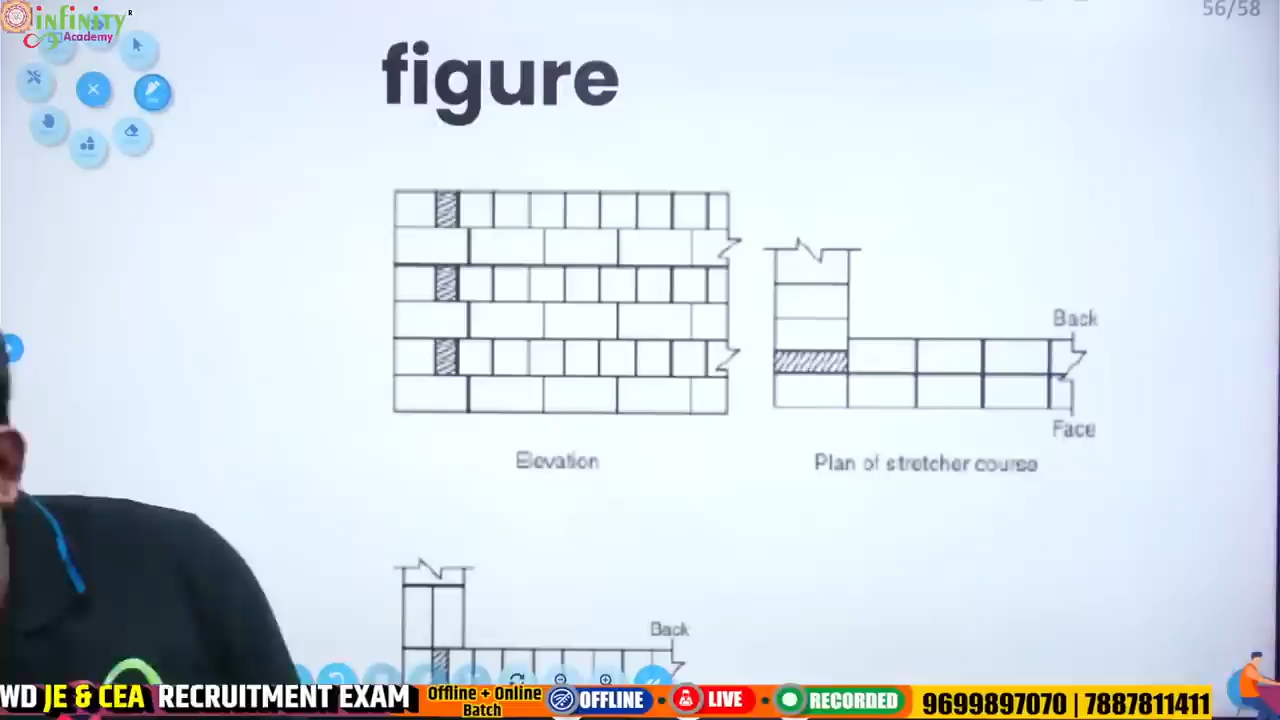 infinity
Academy
56/58
figure
Back
Face
Elevation
Plan of stretcher course
Back
WD JE & CEA RECRUITMENT EXAM
Offline + Online
Batch
OFFLINE
LIVE
RECORDED
9699897070 | 7887811411